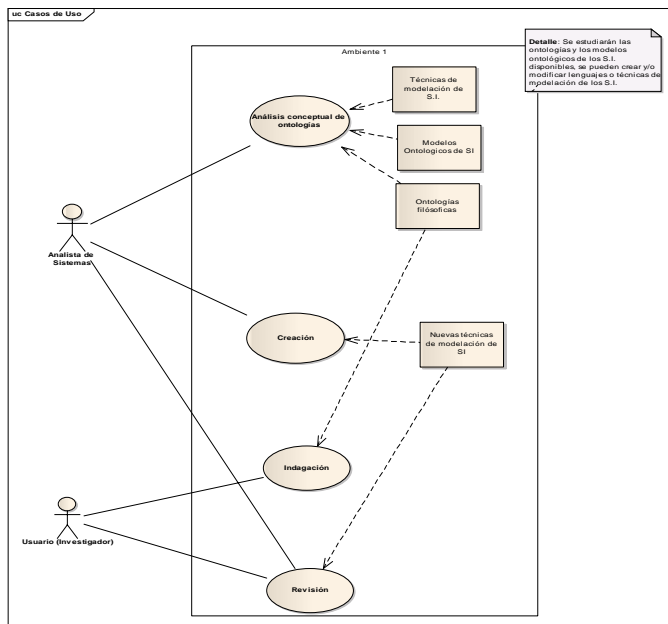 uc Casos de Uso
Ambiente 1
Detalle: Se estudiarán las
ontologías y los modelos
ontológicos de los S.I.
disponibles, se pueden crear y/o
modificar lenguajes o técnicas de
modelación de los S.I.
Técnicas de
modelación de
S.I.
Análisis conceptual de
ontologías
Modelos
Ontologicos de SI
Ontologías
filósoficas
Analista de
Sistemas
Creación
Nuevas técnicas
de modelación de
SI
Indagación
Usuario (Investigador)
Revisión